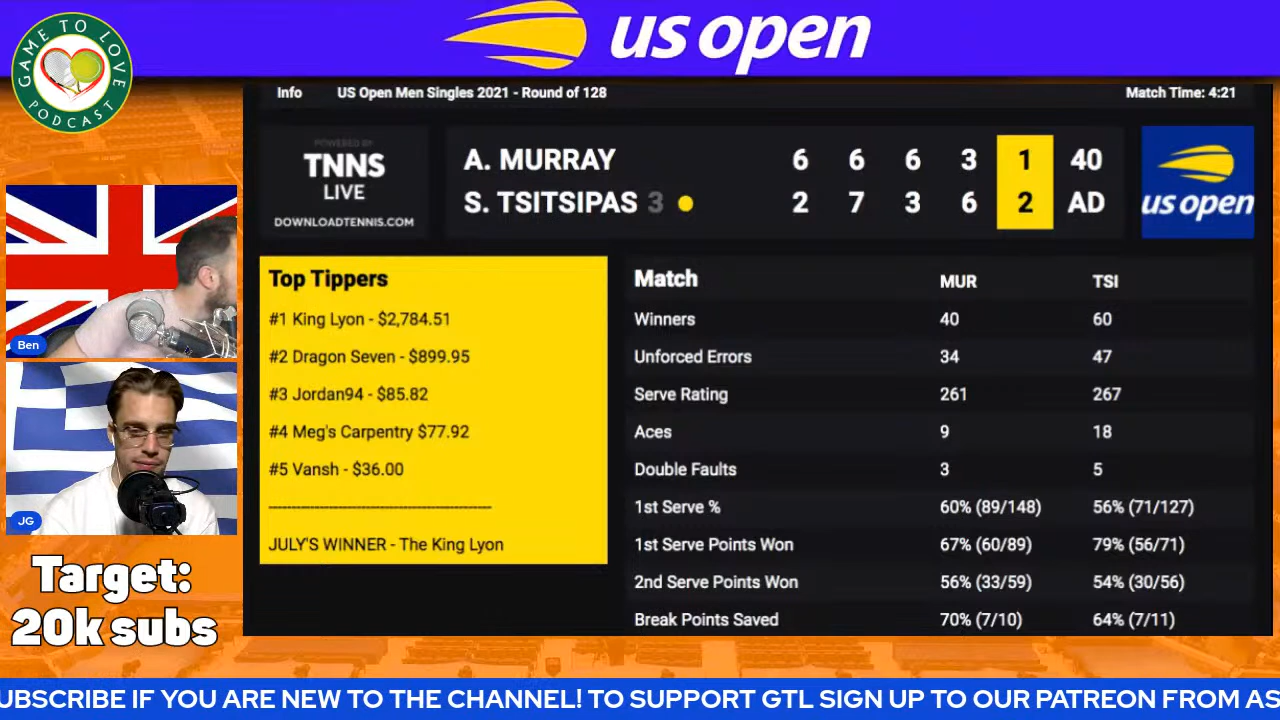 GAME TO LOVE
PODCAST
us open
Info US Open Men Singles 2021 - Round of 128 Match Time: 4:21
POWERED BY
TNNS
LIVE
DOWNLOADTENNIS.COM
A. MURRAY 6 6 6 3 1 40
S. TSITSIPAS 3 2 7 3 6 2 AD
us open
Top Tippers
#1 King Lyon - $2,784.51
#2 Dragon Seven - $899.95
#3 Jordan94 - $85.82
#4 Meg's Carpentry $77.92
#5 Vansh - $36.00
----------------------------------------------
JULY'S WINNER - The King Lyon
Match MUR TSI
Winners 40 60
Unforced Errors 34 47
Serve Rating 261 267
Aces 9 18
Double Faults 3 5
1st Serve % 60% (89/148) 56% (71/127)
1st Serve Points Won 67% (60/89) 79% (56/71)
2nd Serve Points Won 56% (33/59) 54% (30/56)
Break Points Saved 70% (7/10) 64% (7/11)
Ben
JG
Target:
20k subs
UBSCRIBE IF YOU ARE NEW TO THE CHANNEL! TO SUPPORT GTL SIGN UP TO OUR PATREON FROM AS